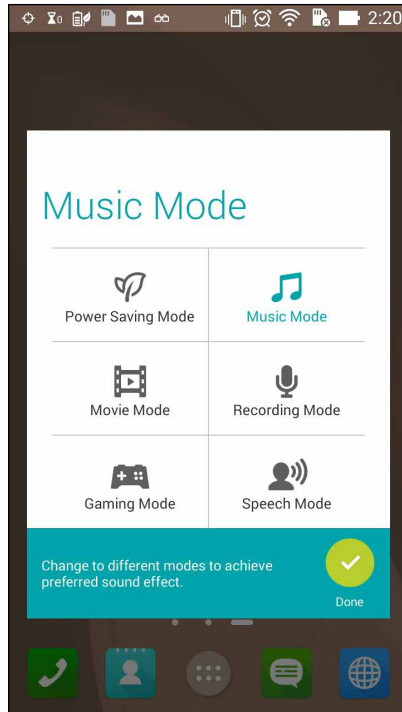 2:20
Music Mode
Power Saving Mode
Music Mode
Movie Mode
Recording Mode
Gaming Mode
Speech Mode
Change to different modes to achieve
preferred sound effect.
Done